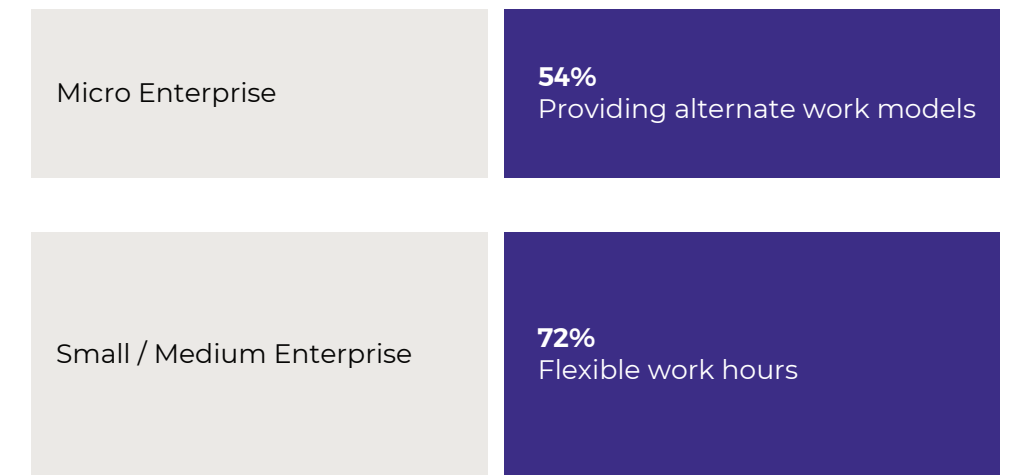 Micro Enterprise
54%
Providing alternate work models
Small / Medium Enterprise
72%
Flexible work hours